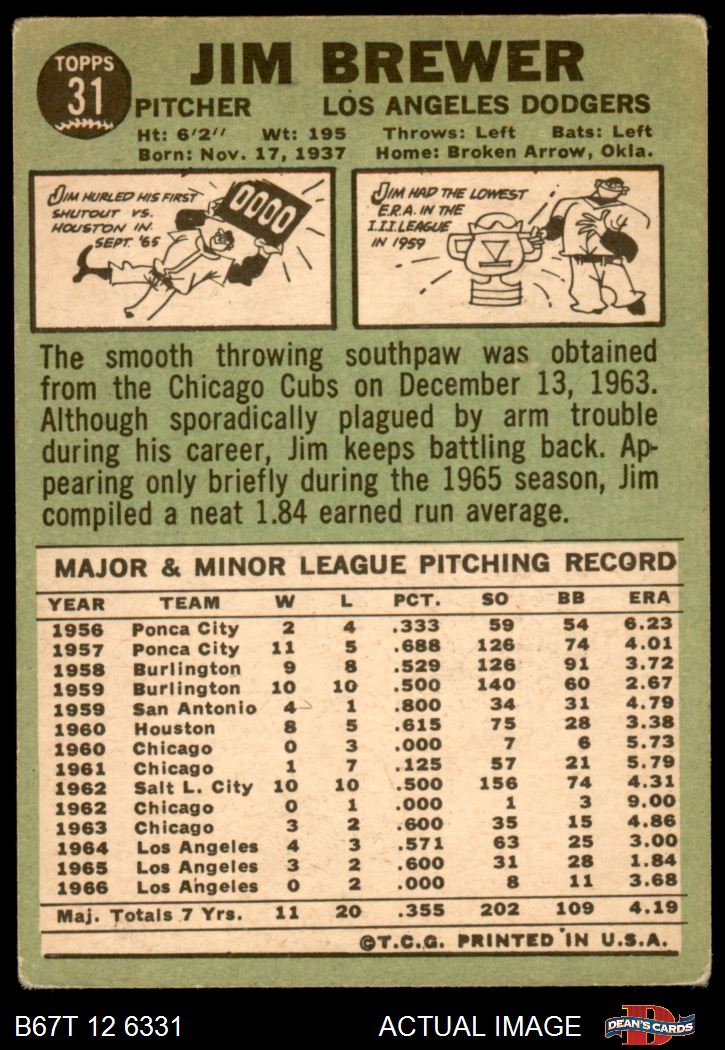 TOPPS
31
JIM BREWER
PITCHER LOS ANGELES DODGERS
Ht: 6'2" Wt: 195 Throws: Left Bats: Left
Born: Nov. 17, 1937 Home: Broken Arrow, Okla.
JIM HURLED HIS FIRST
SHUTOUT VS.
HOUSTON IN
SEPT. '65
0000
JIM HAD THE LOWEST
E.R.A. IN THE
I.I.I. LEAGUE
IN 1959
The smooth throwing southpaw was obtained
from the Chicago Cubs on December 13, 1963.
Although sporadically plagued by arm trouble
during his career, Jim keeps battling back. Ap-
pearing only briefly during the 1965 season, Jim
compiled a neat 1.84 earned run average.
MAJOR & MINOR LEAGUE PITCHING RECORD
YEAR TEAM W L PCT. SO BB ERA
1956 Ponca City 2 4 .333 59 54 6.23
1957 Ponca City 11 5 .688 126 74 4.01
1958 Burlington 9 8 .529 126 91 3.72
1959 Burlington 10 10 .500 140 60 2.67
1959 San Antonio 4 1 .800 34 31 4.79
1960 Houston 8 5 .615 75 28 3.38
1960 Chicago 0 3 .000 7 6 5.73
1961 Chicago 1 7 .125 57 21 5.79
1962 Salt L. City 10 10 .500 156 74 4.31
1962 Chicago 0 1 .000 1 3 9.00
1963 Chicago 3 2 .600 35 15 4.86
1964 Los Angeles 4 3 .571 63 25 3.00
1965 Los Angeles 3 2 .600 31 28 1.84
1966 Los Angeles 0 2 .000 8 11 3.68
Maj. Totals 7 Yrs. 11 20 .355 202 109 4.19
©T.C.G. PRINTED IN U.S.A.
B67T 12 6331 ACTUAL IMAGE
DEAN'S CARDS